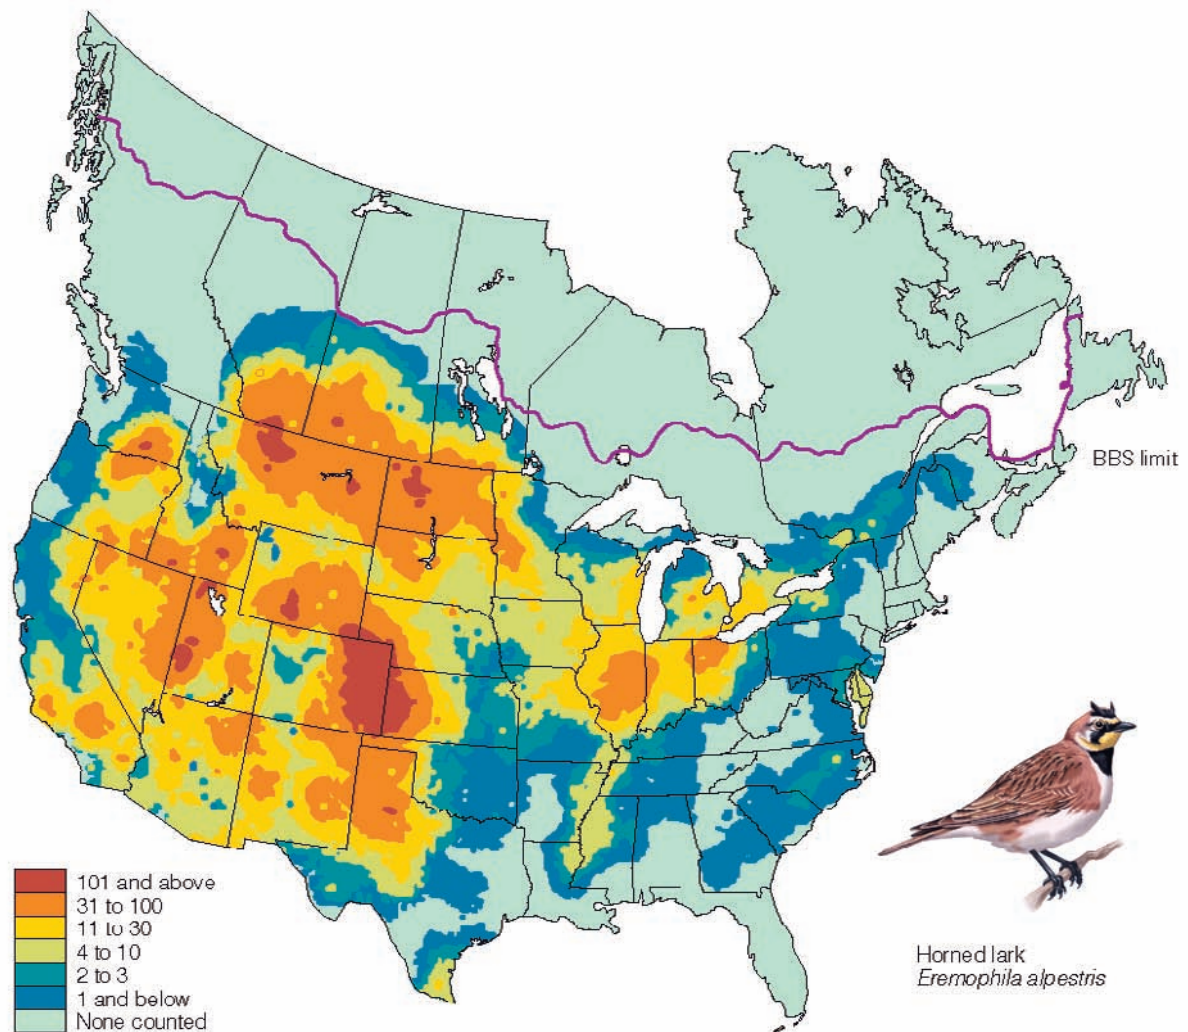 BBS limit
101 and above
31 to 100
11 to 30
4 to 10
2 to 3
1 and below
None counted
Horned lark
Eremophila alpestris